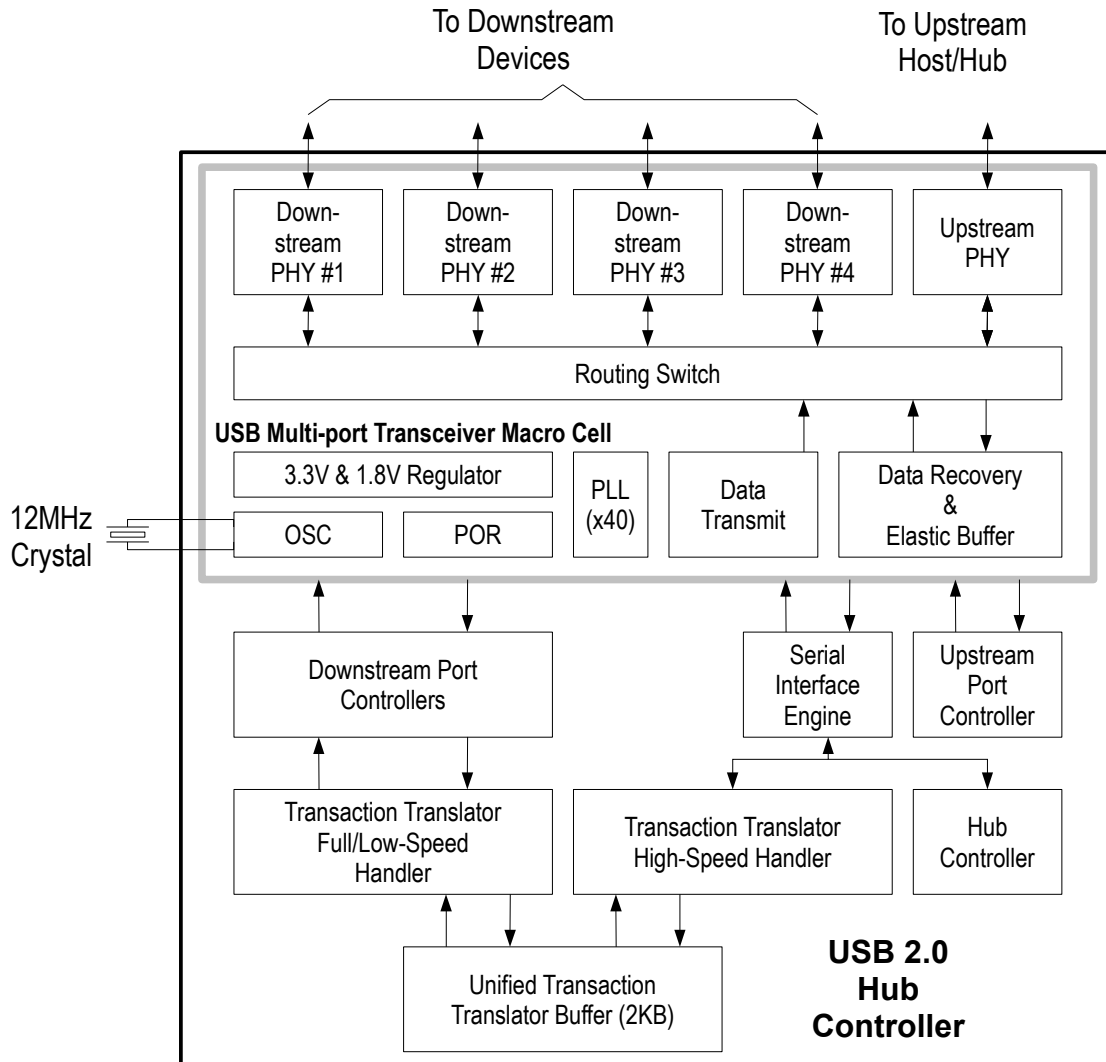 To Downstream
Devices
To Upstream
Host/Hub
Down-
stream
PHY #1
Down-
stream
PHY #2
Down-
stream
PHY #3
Down-
stream
PHY #4
Upstream
PHY
Routing Switch
USB Multi-port Transceiver Macro Cell
3.3V & 1.8V Regulator
PLL
(x40)
Data
Transmit
Data Recovery
&
Elastic Buffer
12MHz
Crystal
OSC
POR
Downstream Port
Controllers
Serial
Interface
Engine
Upstream
Port
Controller
Transaction Translator
Full/Low-Speed
Handler
Transaction Translator
High-Speed Handler
Hub
Controller
Unified Transaction
Translator Buffer (2KB)
USB 2.0
Hub
Controller